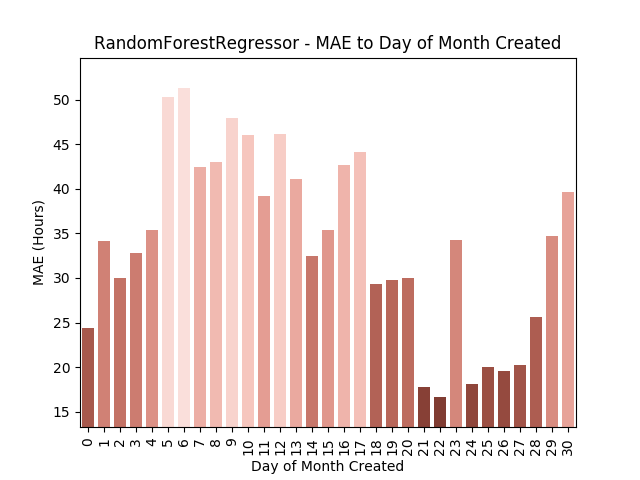 RandomForestRegressor - MAE to Day of Month Created
50
45
40
35
30
25
20
15
MAE (Hours)
0 1 2 3 4 5 6 7 8 9 10 11 12 13 14 15 16 17 18 19 20 21 22 23 24 25 26 27 28 29 30
Day of Month Created